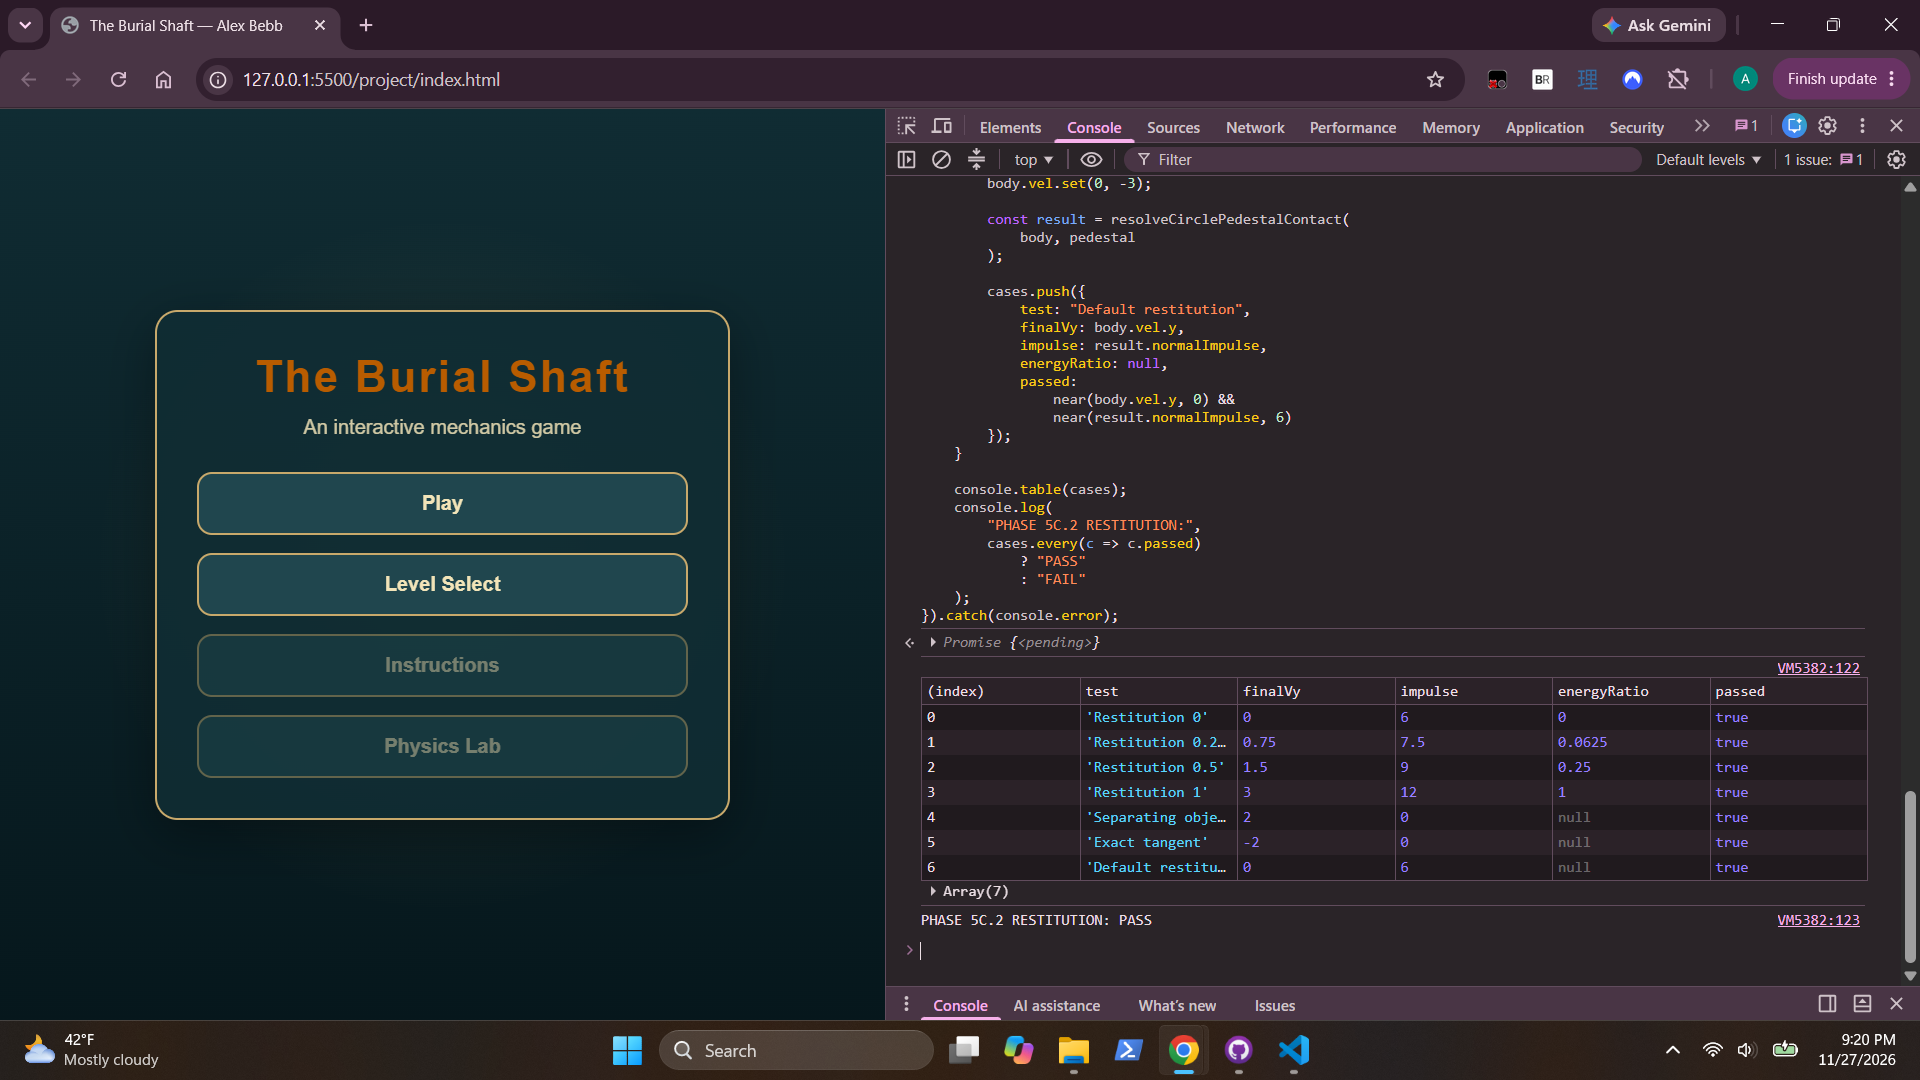 The Burial Shaft — Alex Bebb
Ask Gemini
127.0.0.1:5500/project/index.html
BR
理
A
Finish update
The Burial Shaft
An interactive mechanics game
Play
Level Select
Instructions
Physics Lab
Elements Console Sources Network Performance Memory Application Security 1
top Filter Default levels 1 issue: 1
body.vel.set(0, -3);
const result = resolveCirclePedestalContact(
body, pedestal
);
cases.push({
test: "Default restitution",
finalVy: body.vel.y,
impulse: result.normalImpulse,
energyRatio: null,
passed:
near(body.vel.y, 0) &&
near(result.normalImpulse, 6)
});
}
console.table(cases);
console.log(
"PHASE 5C.2 RESTITUTION:",
cases.every(c => c.passed)
? "PASS"
: "FAIL"
);
}).catch(console.error);
Promise {<pending>}
VM5382:122
(index) test finalVy impulse energyRatio passed
0 'Restitution 0' 0 6 0 true
1 'Restitution 0.2… 0.75 7.5 0.0625 true
2 'Restitution 0.5' 1.5 9 0.25 true
3 'Restitution 1' 3 12 1 true
4 'Separating obje… 2 0 null true
5 'Exact tangent' -2 0 null true
6 'Default restitu… 0 6 null true
Array(7)
PHASE 5C.2 RESTITUTION: PASS VM5382:123
Console AI assistance What's new Issues
42°F
Mostly cloudy
Search
9:20 PM
11/27/2026